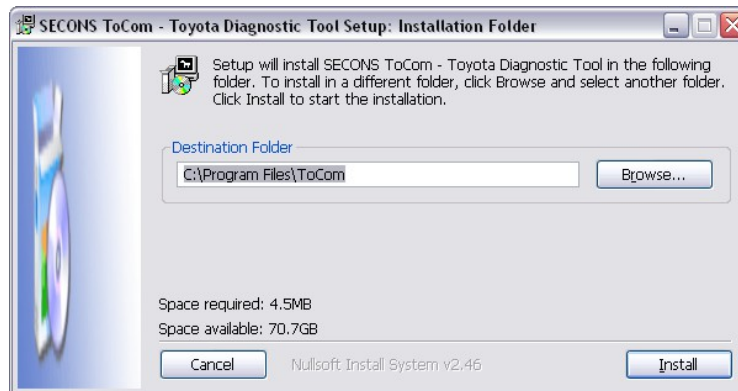 SECONS ToCom - Toyota Diagnostic Tool Setup: Installation Folder
Setup will install SECONS ToCom - Toyota Diagnostic Tool in the following
folder. To install in a different folder, click Browse and select another folder.
Click Install to start the installation.
Destination Folder
C:\Program Files\ToCom
Browse...
Space required: 4.5MB
Space available: 70.7GB
Cancel
Nullsoft Install System v2.46
Install